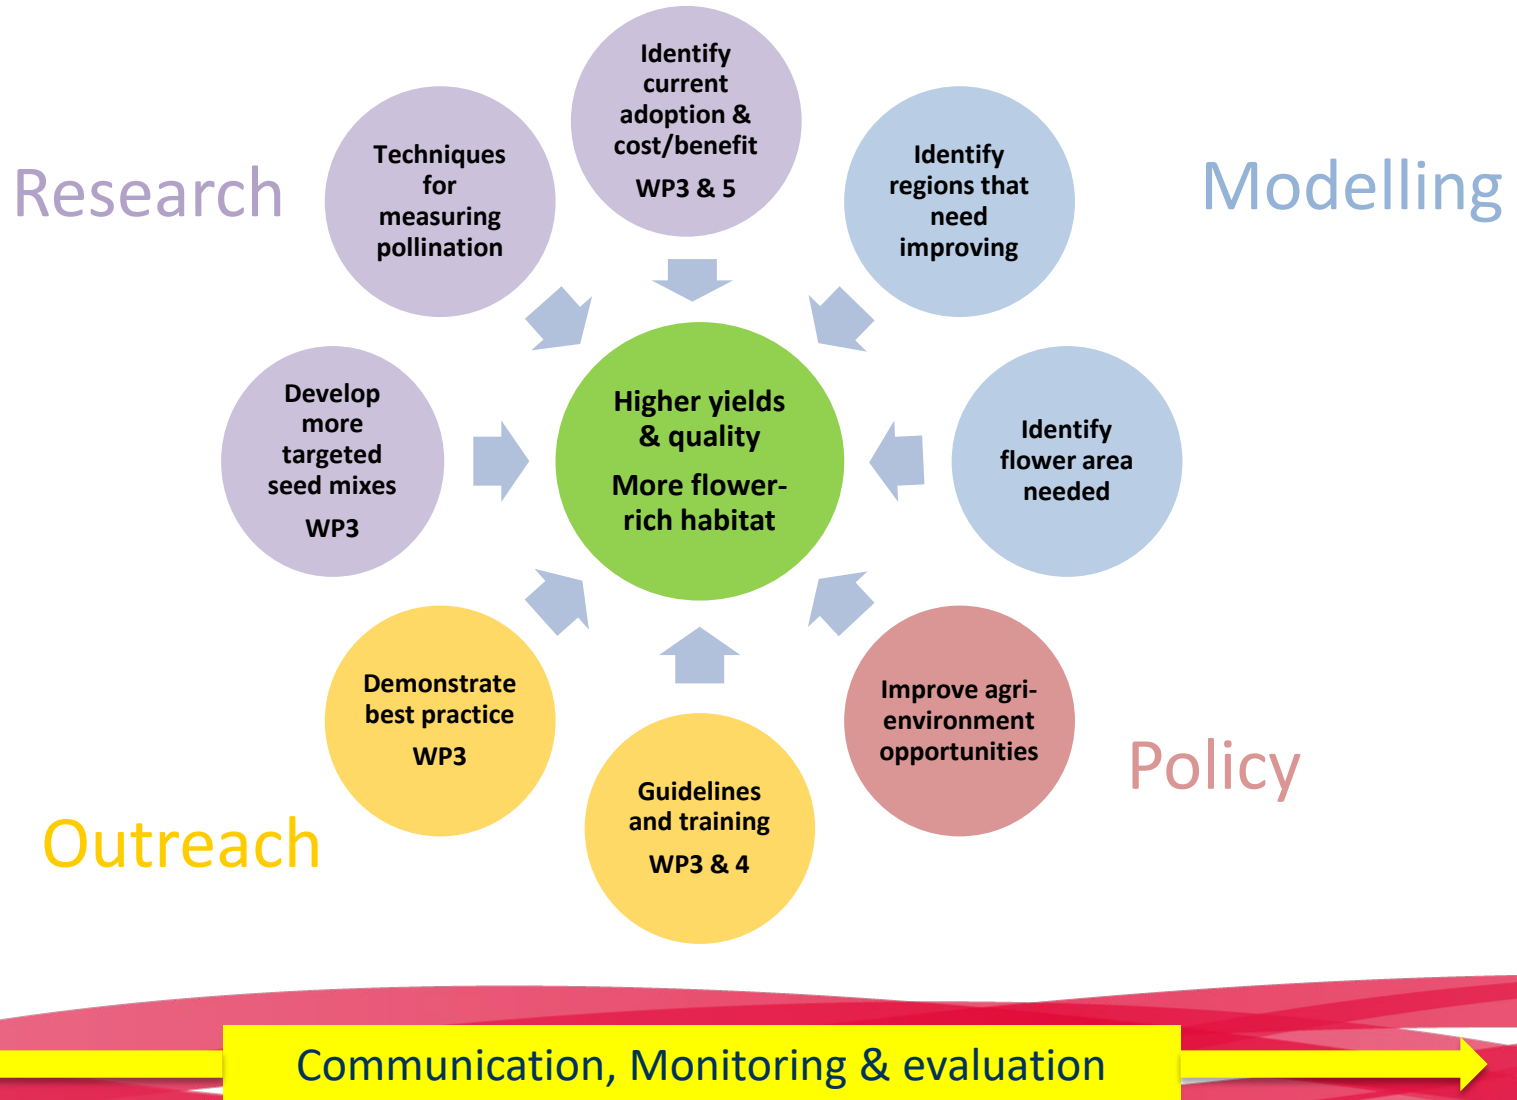 Research
Modelling
Identify
current
adoption &
cost/benefit
WP3 & 5
Techniques
for
measuring
pollination
Identify
regions that
need
improving
Develop
more
targeted
seed mixes
WP3
Higher yields
& quality
More flower-
rich habitat
Identify
flower area
needed
Demonstrate
best practice
WP3
Guidelines
and training
WP3 & 4
Improve agri-
environment
opportunities
Policy
Outreach
Communication, Monitoring & evaluation